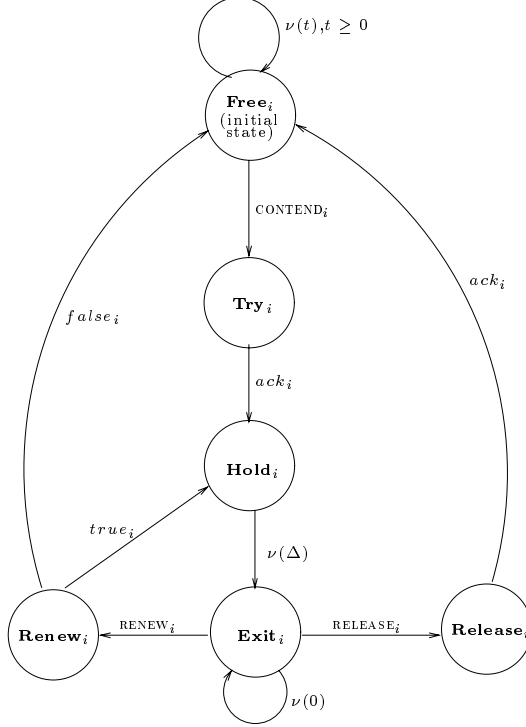 ν(t),t ≥ 0
Free_i
(initial
state)
CONTEND_i
ack_i
Try_i
false_i
ack_i
Hold_i
true_i
ν(Δ)
RENEW_i
RELEASE_i
Renew_i
Exit_i
Release_i
ν(0)